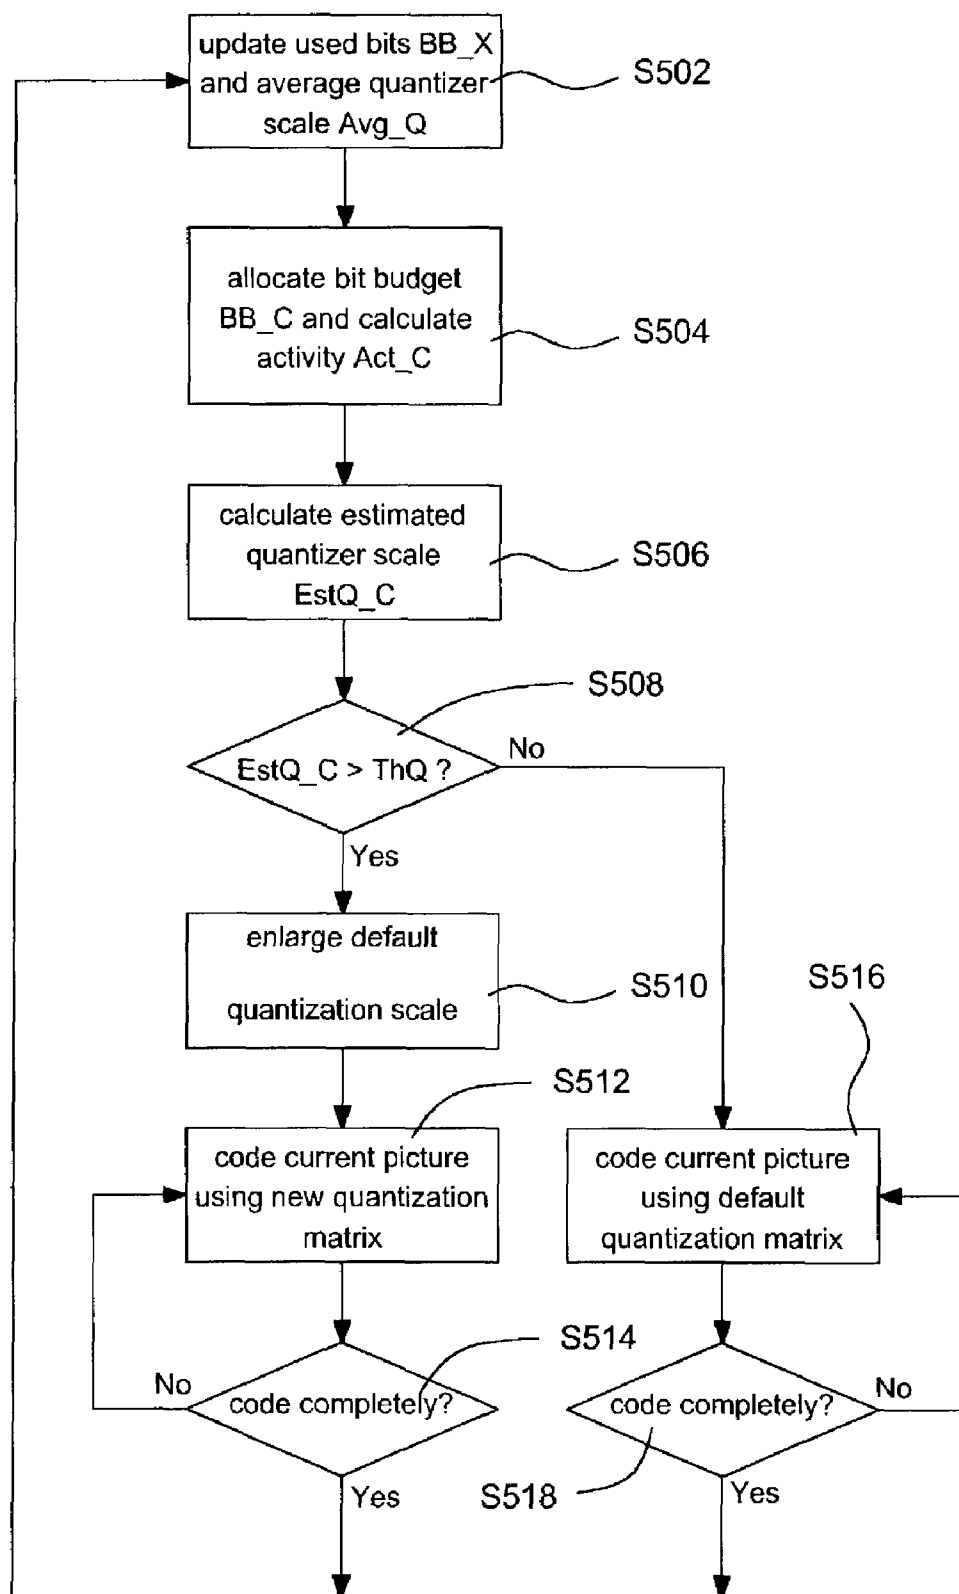 update used bits BB_X
and average quantizer
scale Avg_Q
S502
allocate bit budget
BB_C and calculate
activity Act_C
S504
calculate estimated
quantizer scale
EstQ_C
S506
S508
EstQ_C > ThQ ?
No
Yes
enlarge default
quantization scale
S510
S516
S512
code current picture
using new quantization
matrix
code current picture
using default
quantization matrix
S514
No
code completely?
code completely?
No
S518
Yes
Yes